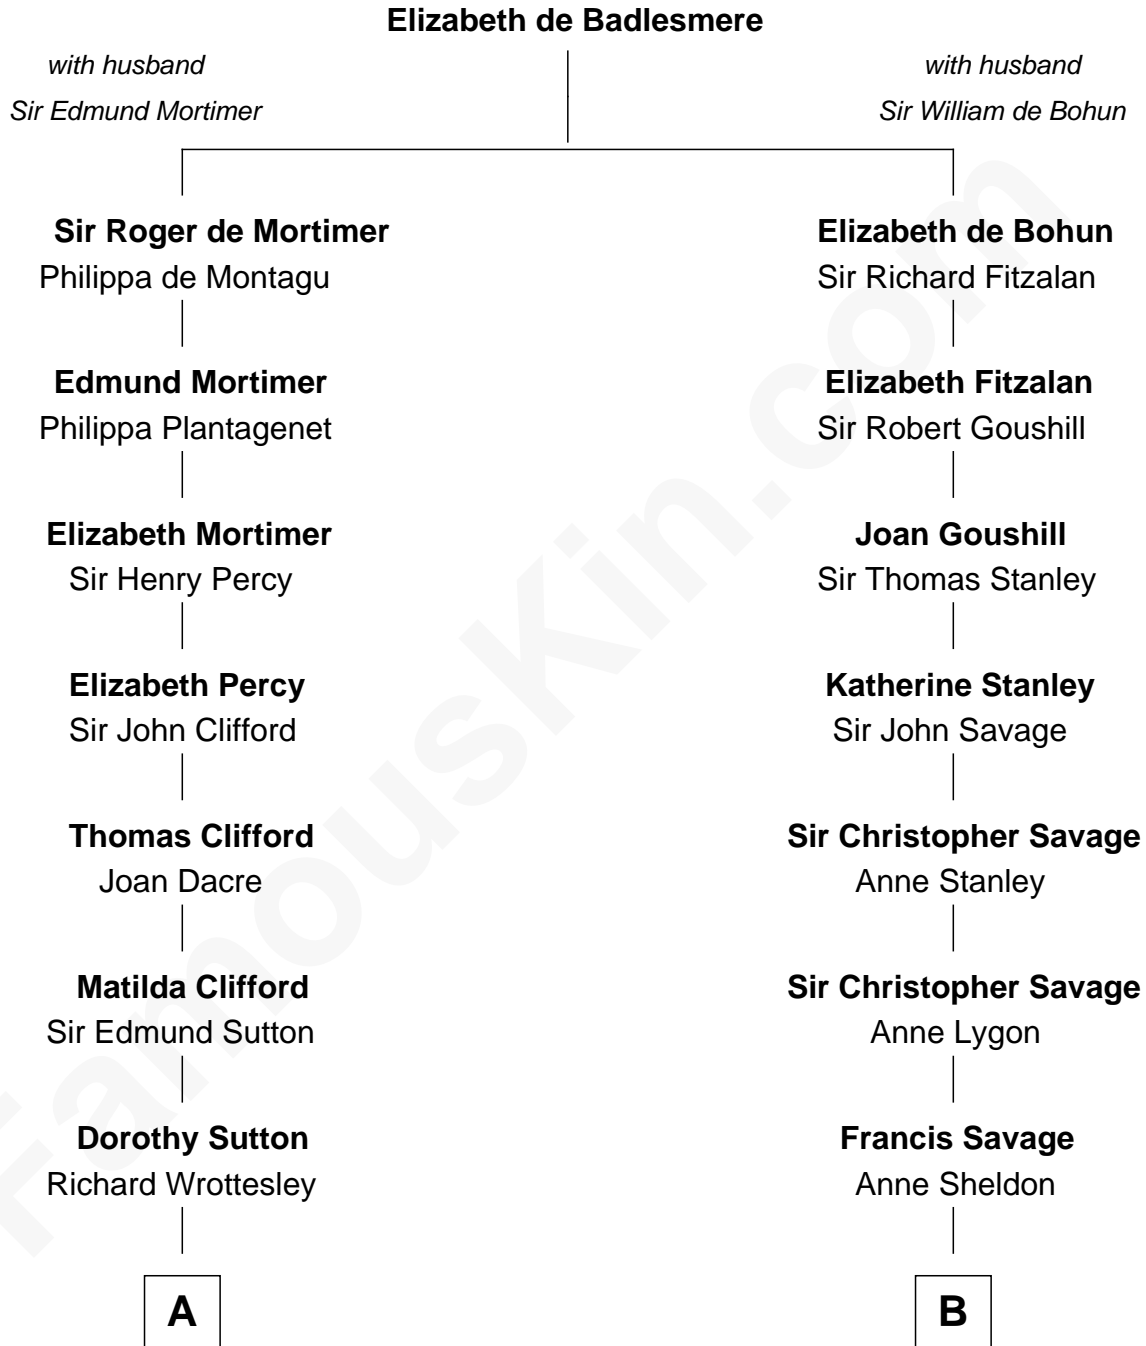 Elizabeth de Badlesmere
with husband
Sir Edmund Mortimer
with husband
Sir William de Bohun
Sir Roger de Mortimer
Philippa de Montagu
Elizabeth de Bohun
Sir Richard Fitzalan
Edmund Mortimer
Philippa Plantagenet
Elizabeth Fitzalan
Sir Robert Goushill
Elizabeth Mortimer
Sir Henry Percy
Joan Goushill
Sir Thomas Stanley
Elizabeth Percy
Sir John Clifford
Katherine Stanley
Sir John Savage
Thomas Clifford
Joan Dacre
Sir Christopher Savage
Anne Stanley
Matilda Clifford
Sir Edmund Sutton
Sir Christopher Savage
Anne Lygon
Dorothy Sutton
Richard Wrottesley
Francis Savage
Anne Sheldon
A
B
FamousKin.com